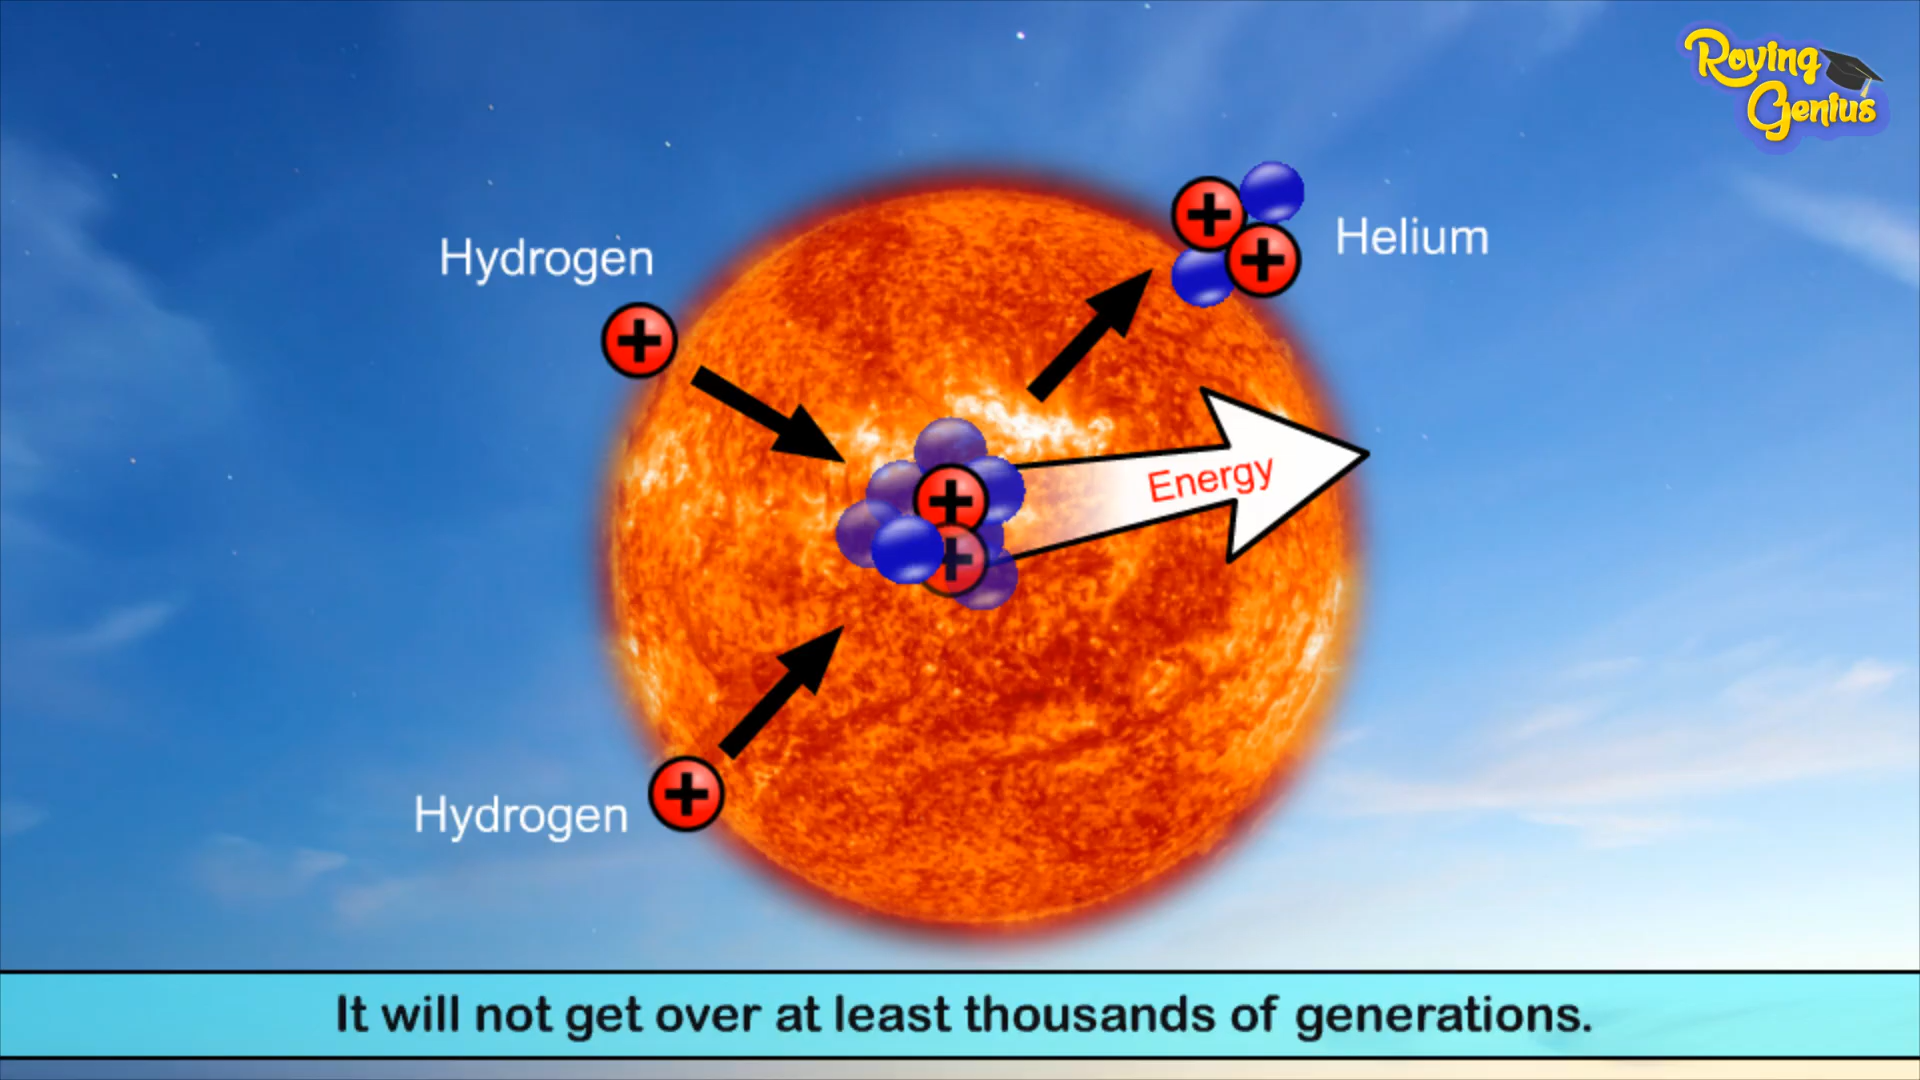 Roving
Genius
Hydrogen
Helium
Energy
Hydrogen
It will not get over at least thousands of generations.